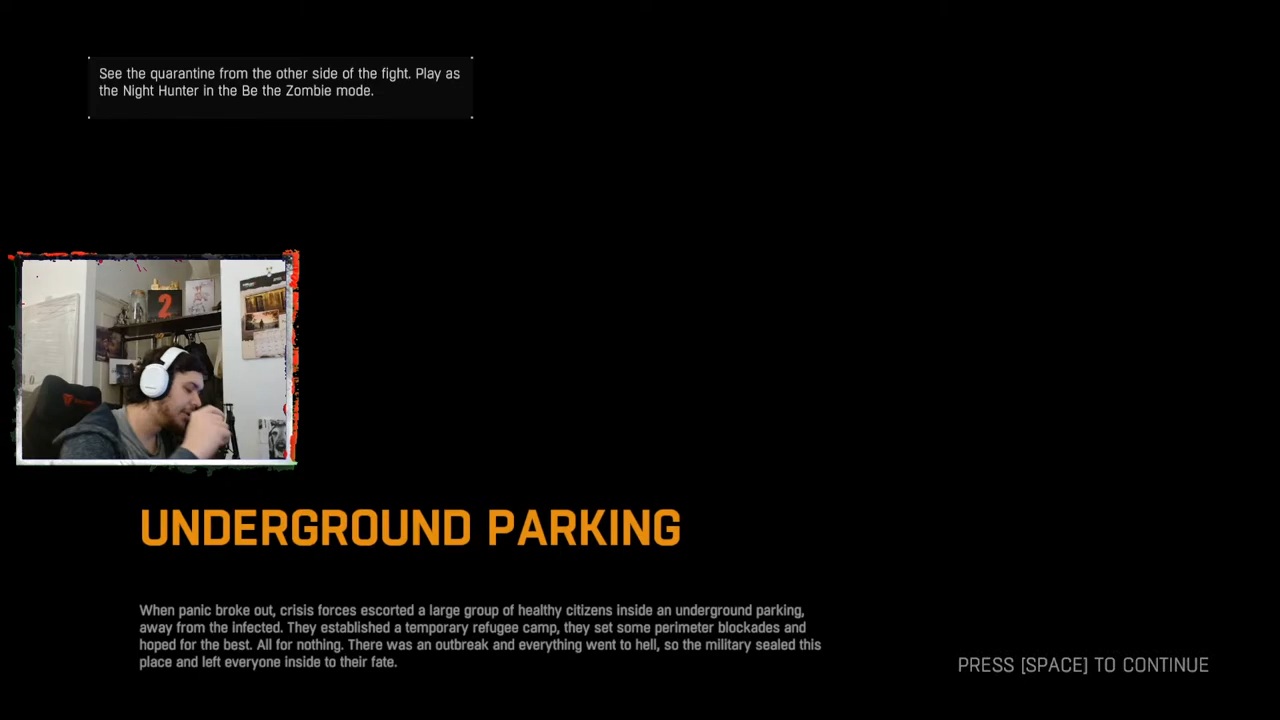 See the quarantine from the other side of the fight. Play as
the Night Hunter in the Be the Zombie mode.
2
UNDERGROUND PARKING
When panic broke out, crisis forces escorted a large group of healthy citizens inside an underground parking,
away from the infected. They established a temporary refugee camp, they set some perimeter blockades and
hoped for the best. All for nothing. There was an outbreak and everything went to hell, so the military sealed this
place and left everyone inside to their fate.
PRESS [SPACE] TO CONTINUE